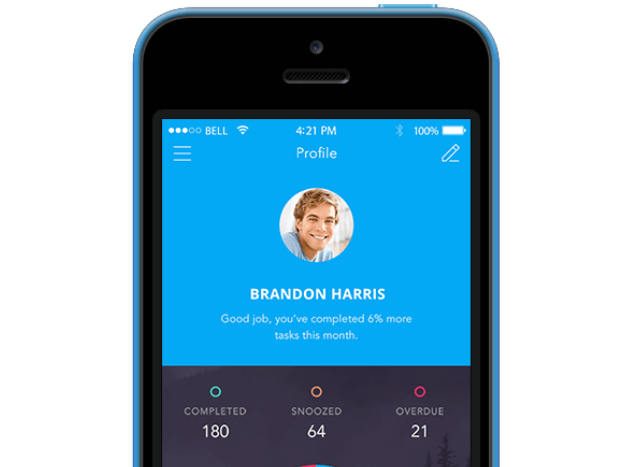 BELL 4:21 PM 100%
Profile
BRANDON HARRIS
Good job, you've completed 6% more
tasks this month.
COMPLETED SNOOZED OVERDUE
180 64 21